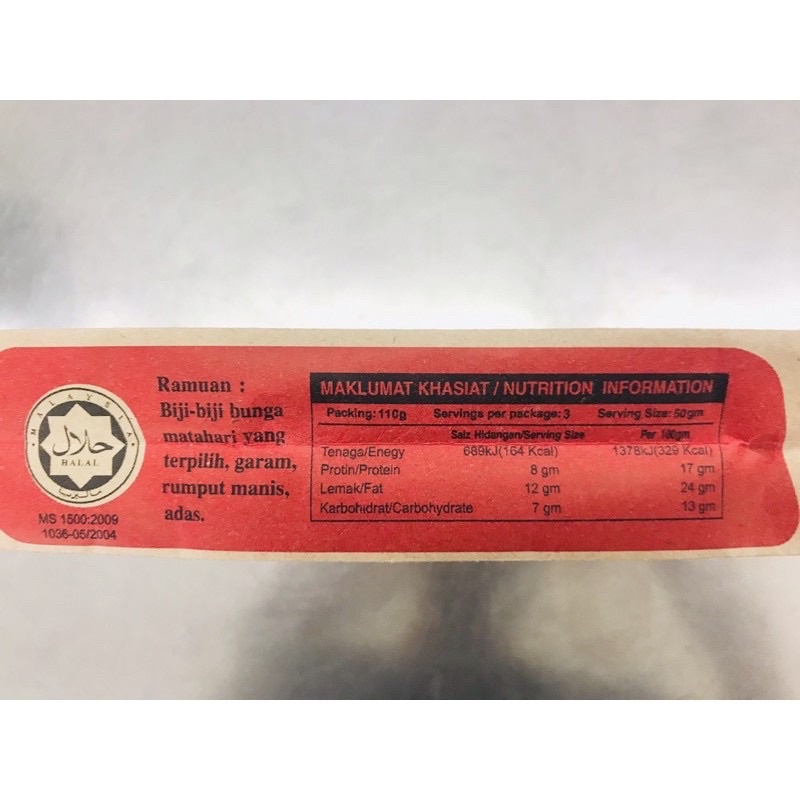 MALAYSIA
حلال
HALAL
ماليزيا
MS 1500:2009
1036-05/2004
Ramuan :
Biji-biji bunga
matahari yang
terpilih, garam,
rumput manis,
adas.
MAKLUMAT KHASIAT / NUTRITION INFORMATION
Packing: 110g Servings per package: 3 Serving Size: 50gm
Saiz Hidangan/Serving Size Per 100gm
Tenaga/Enegy 689kJ(164 Kcal) 1378kJ(329 Kcal)
Protin/Protein 8 gm 17 gm
Lemak/Fat 12 gm 24 gm
Karbohidrat/Carbohydrate 7 gm 13 gm